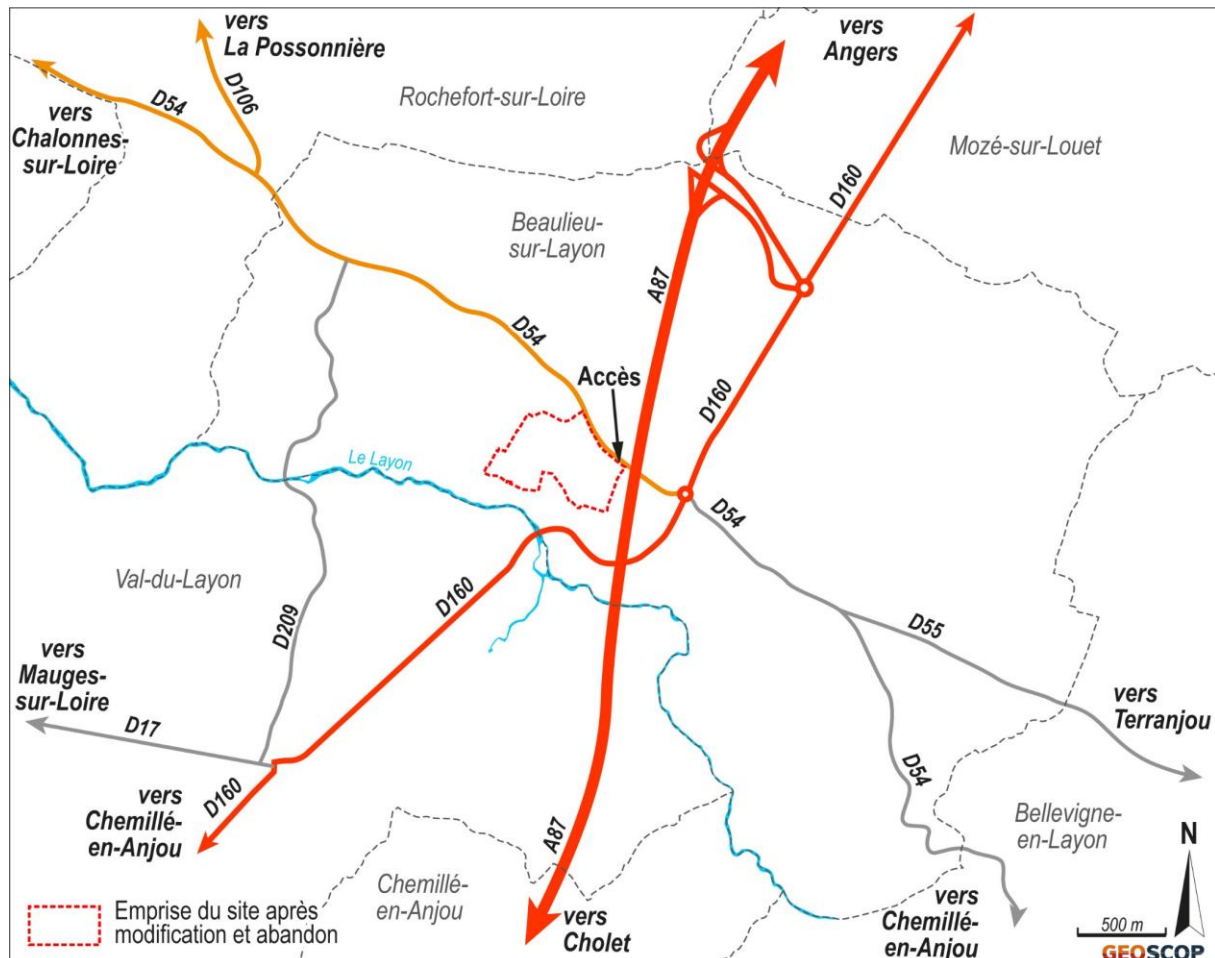 vers
La Possonnière
vers
Angers
D54
D106
Rochefort-sur-Loire
vers
Chalonnes-
sur-Loire
Mozé-sur-Louet
D160
Beaulieu-
sur-Layon
A87
D54
Accès
D160
Le Layon
D54
Val-du-Layon
D160
D209
D55
vers
Mauges-
sur-Loire
vers
Terranjou
D17
D54
D160
vers
Chemillé-
en-Anjou
A87
Bellevigne-
en-Layon
N
Chemillé-
en-Anjou
vers
Cholet
vers
Chemillé-
en-Anjou
Emprise du site après
modification et abandon
500 m
GEOSCOP